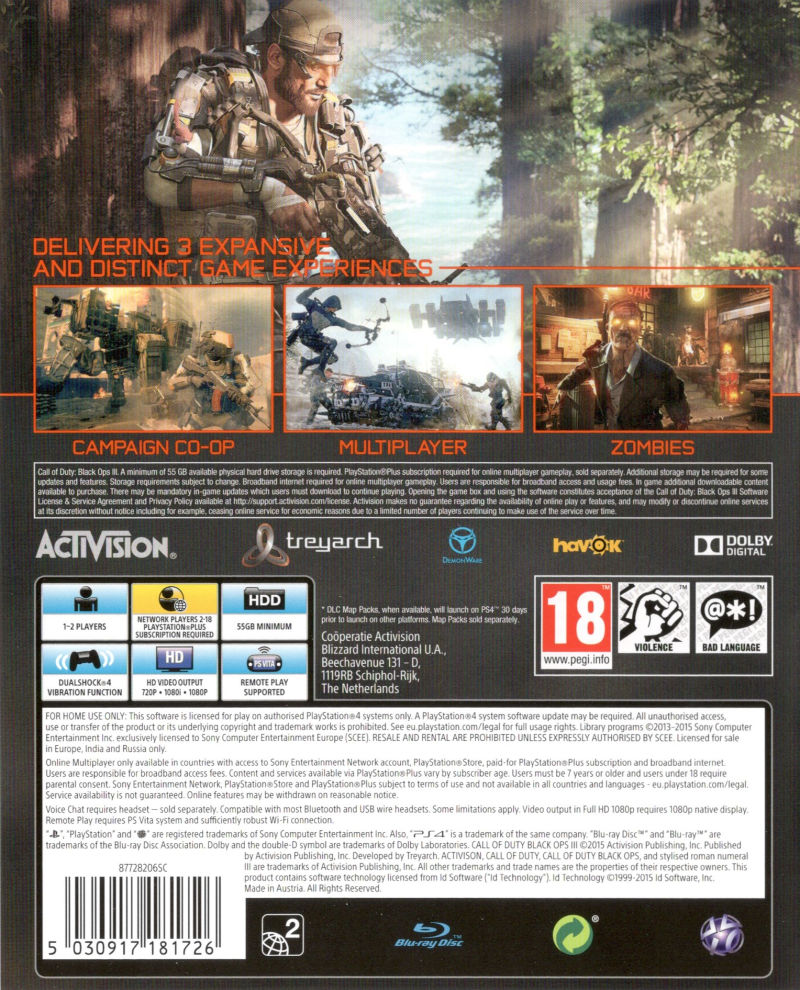 DELIVERING 3 EXPANSIVE
AND DISTINCT GAME EXPERIENCES
BAR
CAMPAIGN CO-OP
MULTIPLAYER
ZOMBIES
Call of Duty: Black Ops III. A minimum of 55 GB available physical hard drive storage is required. PlayStation®Plus subscription required for online multiplayer gameplay, sold separately. Additional storage may be required for some
updates and features. Storage requirements subject to change. Broadband internet required for online multiplayer gameplay. Users are responsible for broadband access and usage fees. In game additional downloadable content
available to purchase. There may be mandatory in-game updates which users must download to continue playing. Opening the game box and using the software constitutes acceptance of the Call of Duty: Black Ops III Software
License & Service Agreement and Privacy Policy available at http://support.activision.com/license. Activision makes no guarantee regarding the availability of online play or features, and may modify or discontinue online services
at its discretion without notice including for example, ceasing online service for economic reasons due to a limited number of players continuing to make use of the service over time.
ACTIVISION®
treyarch
DEMONWARE
havok
DOLBY
DIGITAL
1-2 PLAYERS
NETWORK PLAYERS 2-18
PLAYSTATION®PLUS
SUBSCRIPTION REQUIRED
HDD
55GB MINIMUM
DUALSHOCK®4
VIBRATION FUNCTION
HD
HD VIDEO OUTPUT
720P • 1080i • 1080P
PS VITA
REMOTE PLAY
SUPPORTED
* DLC Map Packs, when available, will launch on PS4™ 30 days
prior to launch on other platforms. Map Packs sold separately.
Coöperatie Activision
Blizzard International U.A.,
Beechavenue 131 – D,
1119RB Schiphol-Rijk,
The Netherlands
18
™
www.pegi.info
™
VIOLENCE
@*!
™
BAD LANGUAGE
FOR HOME USE ONLY: This software is licensed for play on authorised PlayStation®4 systems only. A PlayStation®4 system software update may be required. All unauthorised access,
use or transfer of the product or its underlying copyright and trademark works is prohibited. See eu.playstation.com/legal for full usage rights. Library programs ©2013-2015 Sony Computer
Entertainment Inc. exclusively licensed to Sony Computer Entertainment Europe (SCEE). RESALE AND RENTAL ARE PROHIBITED UNLESS EXPRESSLY AUTHORISED BY SCEE. Licensed for sale
in Europe, India and Russia only.
Online Multiplayer only available in countries with access to Sony Entertainment Network account, PlayStation®Store, paid-for PlayStation®Plus subscription and broadband internet.
Users are responsible for broadband access fees. Content and services available via PlayStation®Plus vary by subscriber age. Users must be 7 years or older and users under 18 require
parental consent. Sony Entertainment Network, PlayStation®Store and PlayStation®Plus subject to terms of use and not available in all countries and languages - eu.playstation.com/legal.
Service availability is not guaranteed. Online features may be withdrawn on reasonable notice.
Voice Chat requires headset – sold separately. Compatible with most Bluetooth and USB wire headsets. Some limitations apply. Video output in Full HD 1080p requires 1080p native display.
Remote Play requires PS Vita system and sufficiently robust Wi-Fi connection.
" ", "PlayStation" and " " are registered trademarks of Sony Computer Entertainment Inc. Also, "PS4" is a trademark of the same company. "Blu-ray Disc™" and "Blu-ray™" are
trademarks of the Blu-ray Disc Association. Dolby and the double-D symbol are trademarks of Dolby Laboratories. CALL OF DUTY BLACK OPS III ©2015 Activision Publishing, Inc. Published
by Activision Publishing, Inc. Developed by Treyarch. ACTIVISON, CALL OF DUTY, CALL OF DUTY BLACK OPS, and stylised roman numeral
III are trademarks of Activision Publishing, Inc. All other trademarks and trade names are the properties of their respective owners. This
product contains software technology licensed from Id Software ("Id Technology"). Id Technology ©1999-2015 Id Software, Inc.
Made in Austria. All Rights Reserved.
87728206SC
5 030917 181726
2
Blu-ray Disc™
®